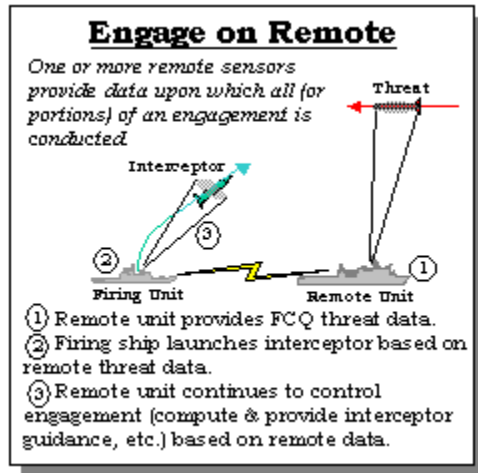 Engage on Remote
One or more remote sensors
provide data upon which all (or
portions) of an engagement is
conducted.
Threat
Interceptor
3
2
1
Firing Unit
Remote Unit
1 Remote unit provides FCQ threat data.
2 Firing ship launches interceptor based on
remote threat data.
3 Remote unit continues to control
engagement (compute & provide interceptor
guidance, etc.) based on remote data.